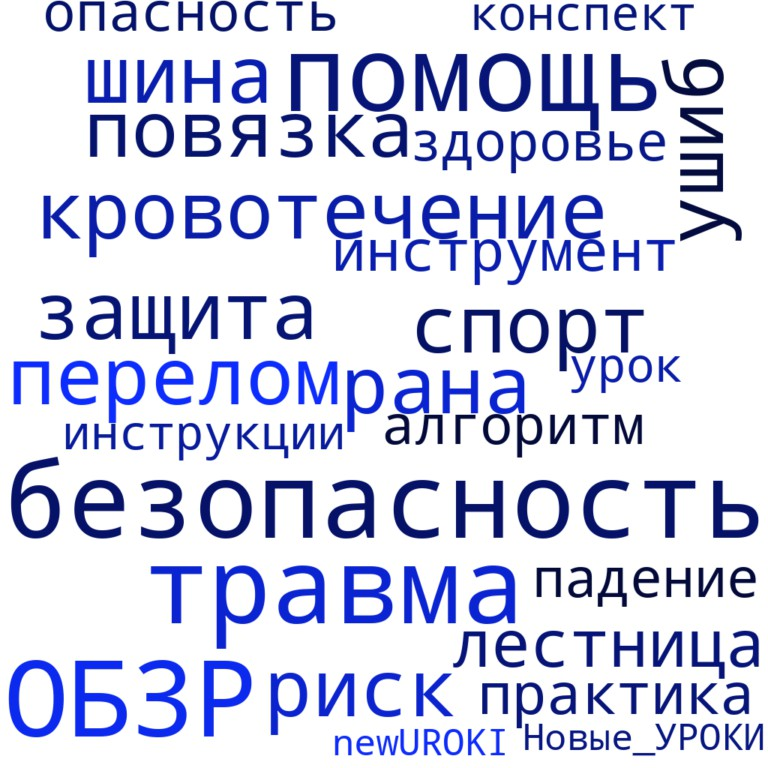 опасность конспект
шина помощь ушиб
повязка здоровье
кровотечение
инструмент
защита спорт
перелом рана урок
инструкции алгоритм
безопасность
травма падение
лестница
ОБЗР риск практика
newUROKI Новые_УРОКИ